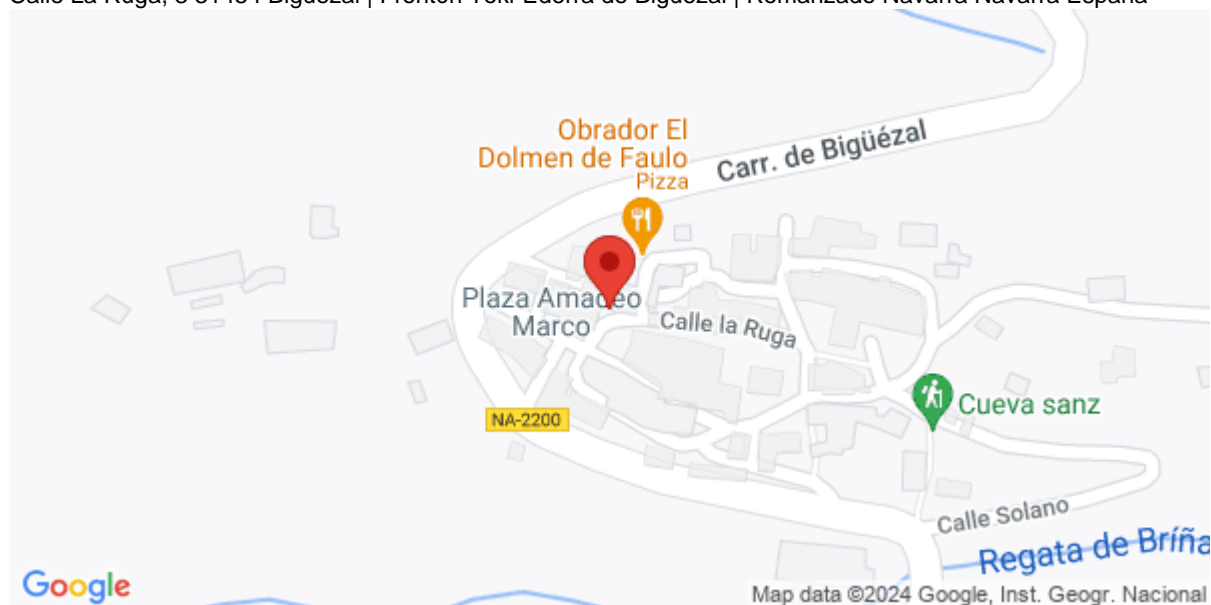 Obrador El
Dolmen de Faulo
Pizza
Carr. de Bigüézal
Plaza Amadeo
Marco
Calle la Ruga
NA-2200
Cueva sanz
Calle Solano
Regata de Bríña
Google
Map data ©2024 Google, Inst. Geogr. Nacional